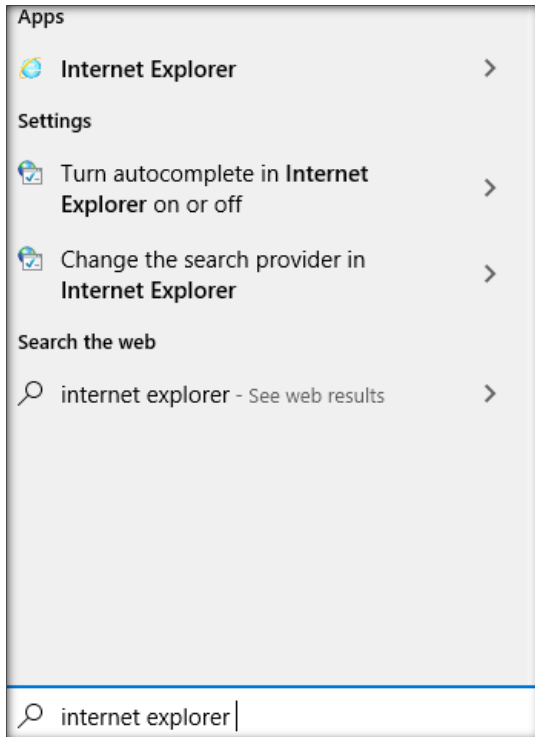 Apps
Internet Explorer
Settings
Turn autocomplete in Internet
Explorer on or off
Change the search provider in
Internet Explorer
Search the web
internet explorer - See web results
internet explorer